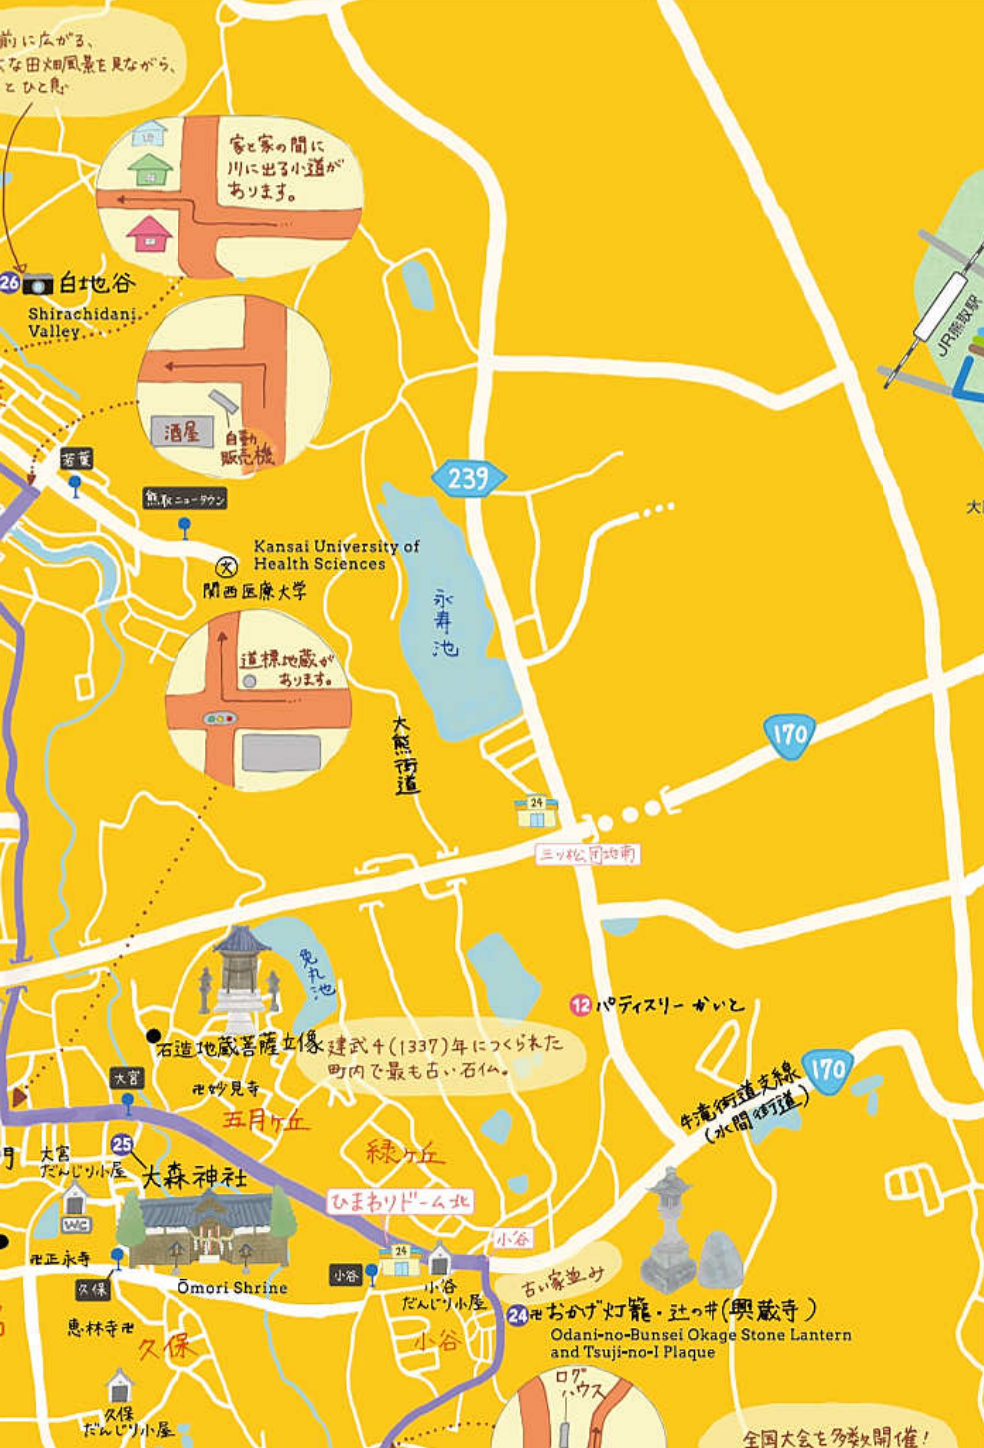 前に広がる、
な田畑風景を見ながら、
とひと息
家と家の間に
川に出る小道が
あります。
26
白地谷
Shirachidani
Valley
JR熊取駅
酒屋
自動
販売機
239
若葉
熊取ニュータウン
大
Kansai University of
Health Sciences
文
関西医療大学
永寿池
道標地蔵が
あります。
大熊街道
170
24
三ツ松団地南
兎丸池
12 パティスリーかいと
石造地蔵菩薩立像
建武4(1337)年につくられた
町内で最も古い石仏。
170
牛滝街道支線
(水間街道)
大宮
卍妙見寺
五月ヶ丘
緑ヶ丘
25
大森神社
門
大宮
だんじり小屋
WC
ひまわりドーム北
小谷
卍正永寺
久保
Ōmori Shrine
小谷
24
小谷
だんじり小屋
古い家並み
24 卍おかげ灯籠・辻の井(興蔵寺)
Odani-no-Bunsei Okage Stone Lantern
and Tsuji-no-I Plaque
恵林寺卍
久保
小谷
久保
だんじり小屋
ログ
ハウス
全国大会を多数開催!